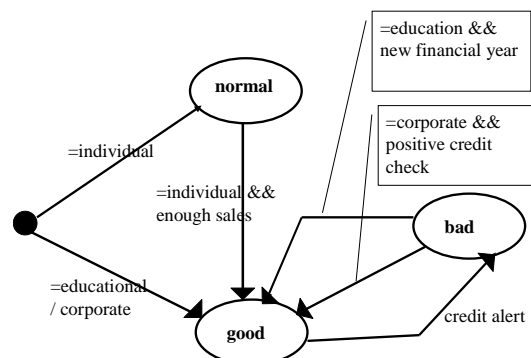 =education &&
new financial year
normal
=corporate &&
positive credit
check
=individual
=individual &&
enough sales
bad
=educational
/ corporate
good
credit alert